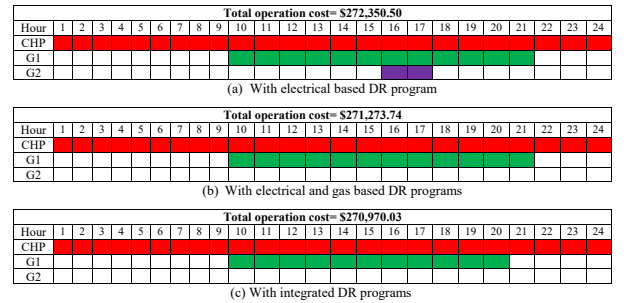 Total operation cost= $272,350.50
Hour 1 2 3 4 5 6 7 8 9 10 11 12 13 14 15 16 17 18 19 20 21 22 23 24
CHP
G1
G2
(a) With electrical based DR program
Total operation cost= $271,273.74
Hour 1 2 3 4 5 6 7 8 9 10 11 12 13 14 15 16 17 18 19 20 21 22 23 24
CHP
G1
G2
(b) With electrical and gas based DR programs
Total operation cost= $270,970.03
Hour 1 2 3 4 5 6 7 8 9 10 11 12 13 14 15 16 17 18 19 20 21 22 23 24
CHP
G1
G2
(c) With integrated DR programs